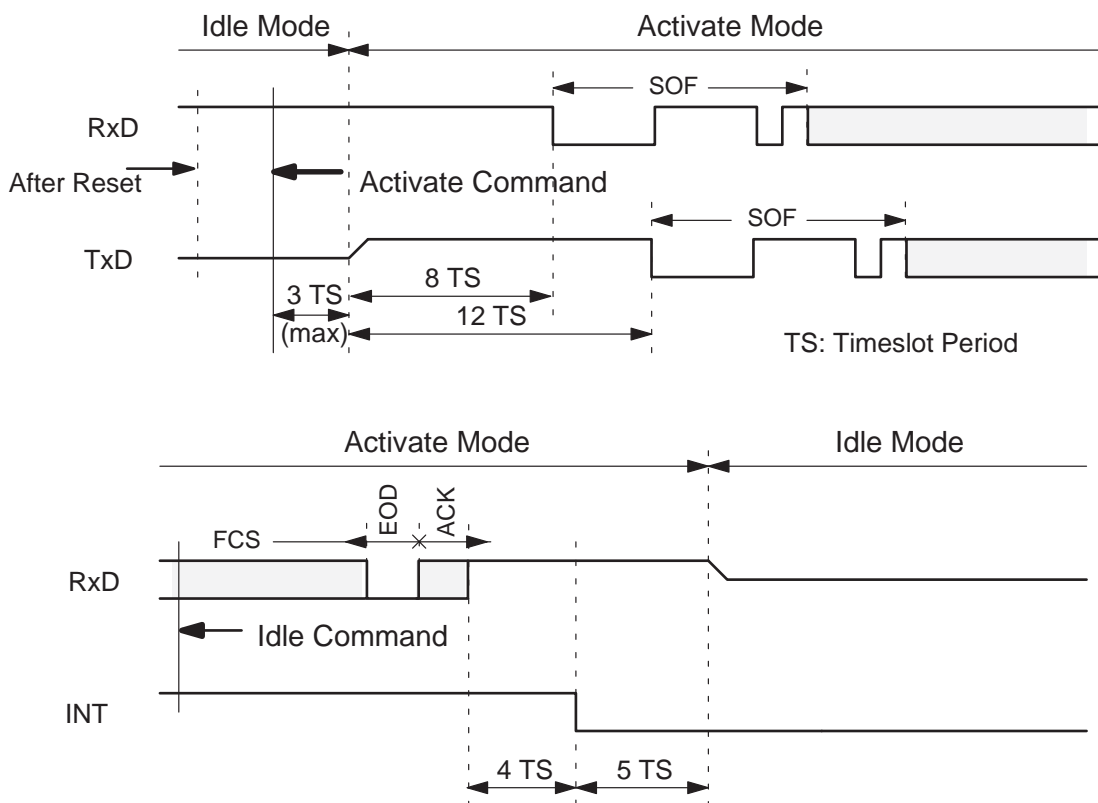 Idle Mode
Activate Mode
SOF
RxD
After Reset
Activate Command
SOF
TxD
8 TS
3 TS
(max)
12 TS
TS: Timeslot Period
Activate Mode
Idle Mode
EOD
ACK
FCS
RxD
Idle Command
INT
4 TS
5 TS